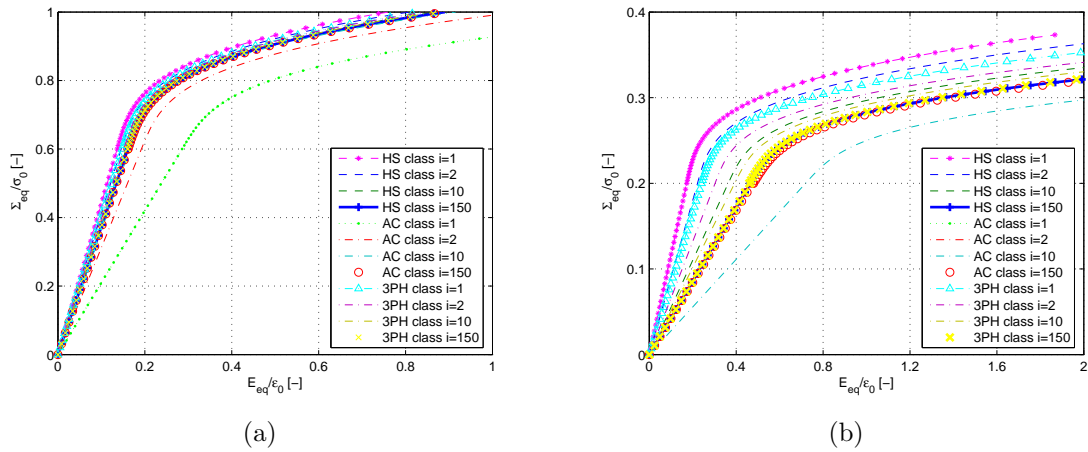 1
0.8
0.6
0.4
0.2
0
0 0.2 0.4 0.6 0.8 1
Σeq/σ0 [−]
Eeq/ε0 [−]
HS class i=1
HS class i=2
HS class i=10
HS class i=150
AC class i=1
AC class i=2
AC class i=10
AC class i=150
3PH class i=1
3PH class i=2
3PH class i=10
3PH class i=150
(a)
0.4
0.3
0.2
0.1
0
0 0.4 0.8 1.2 1.6 2
Σeq/σ0 [−]
Eeq/ε0 [−]
HS class i=1
HS class i=2
HS class i=10
HS class i=150
AC class i=1
AC class i=2
AC class i=10
AC class i=150
3PH class i=1
3PH class i=2
3PH class i=10
3PH class i=150
(b)